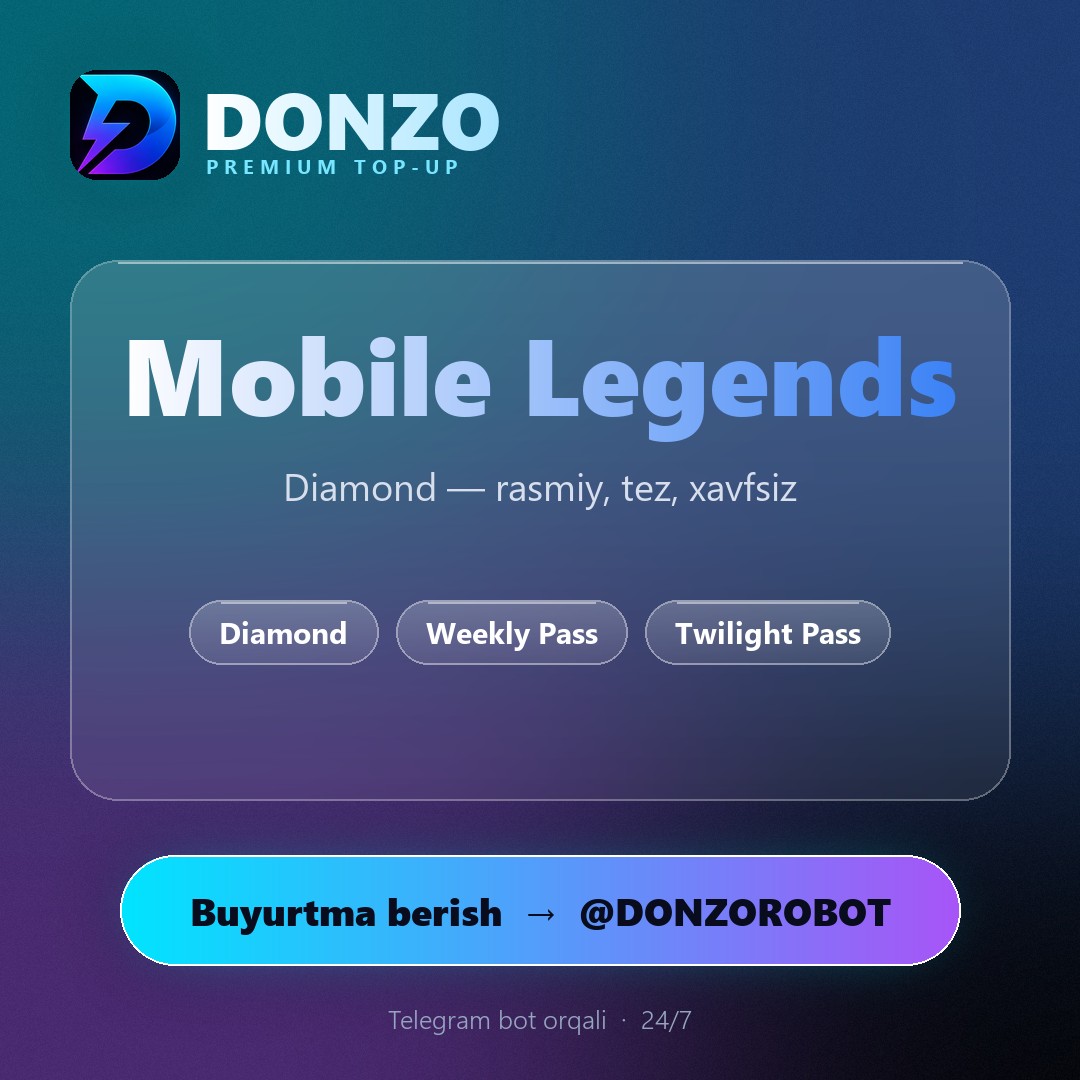 DONZO
PREMIUM TOP-UP
Mobile Legends
Diamond — rasmiy, tez, xavfsiz
Diamond Weekly Pass Twilight Pass
Buyurtma berish → @DONZOROBOT
Telegram bot orqali · 24/7